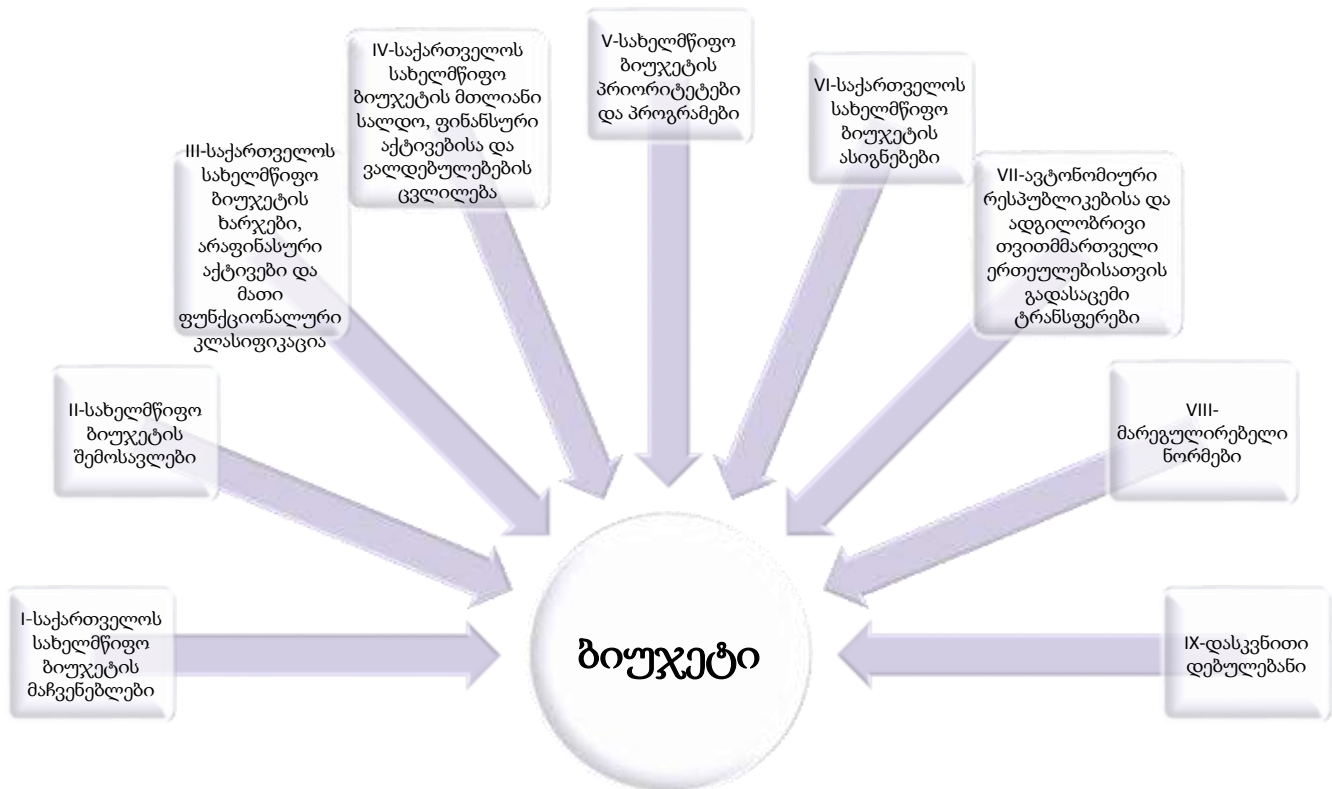 I-საქართველოს
სახელმწიფო
ბიუჯეტის
მაჩვენებლები
II-სახელმწიფო
ბიუჯეტის
შემოსავლები
III-საქართველოს
სახელმწიფო
ბიუჯეტის
ხარჯები,
არაფინასური
აქტივები და
მათი
ფუნქციონალური
კლასიფიკაცია
IV-საქართველოს
სახელმწიფო
ბიუჯეტის მთლიანი
სალდო, ფინანსური
აქტივებისა და
ვალდებულებების
ცვლილება
V-სახელმწიფო
ბიუჯეტის
პრიორიტეტები
და პროგრამები
VI-საქართველოს
სახელმწიფო
ბიუჯეტის
ასიგნებები
VII-ავტონომიური
რესპუბლიკებისა და
ადგილობრივი
თვითმმართველი
ერთეულებისათვის
გადასაცემი
ტრანსფერები
VIII-
მარეგულირებელი
ნორმები
IX-დასკვნითი
დებულებანი
ბიუჯეტი